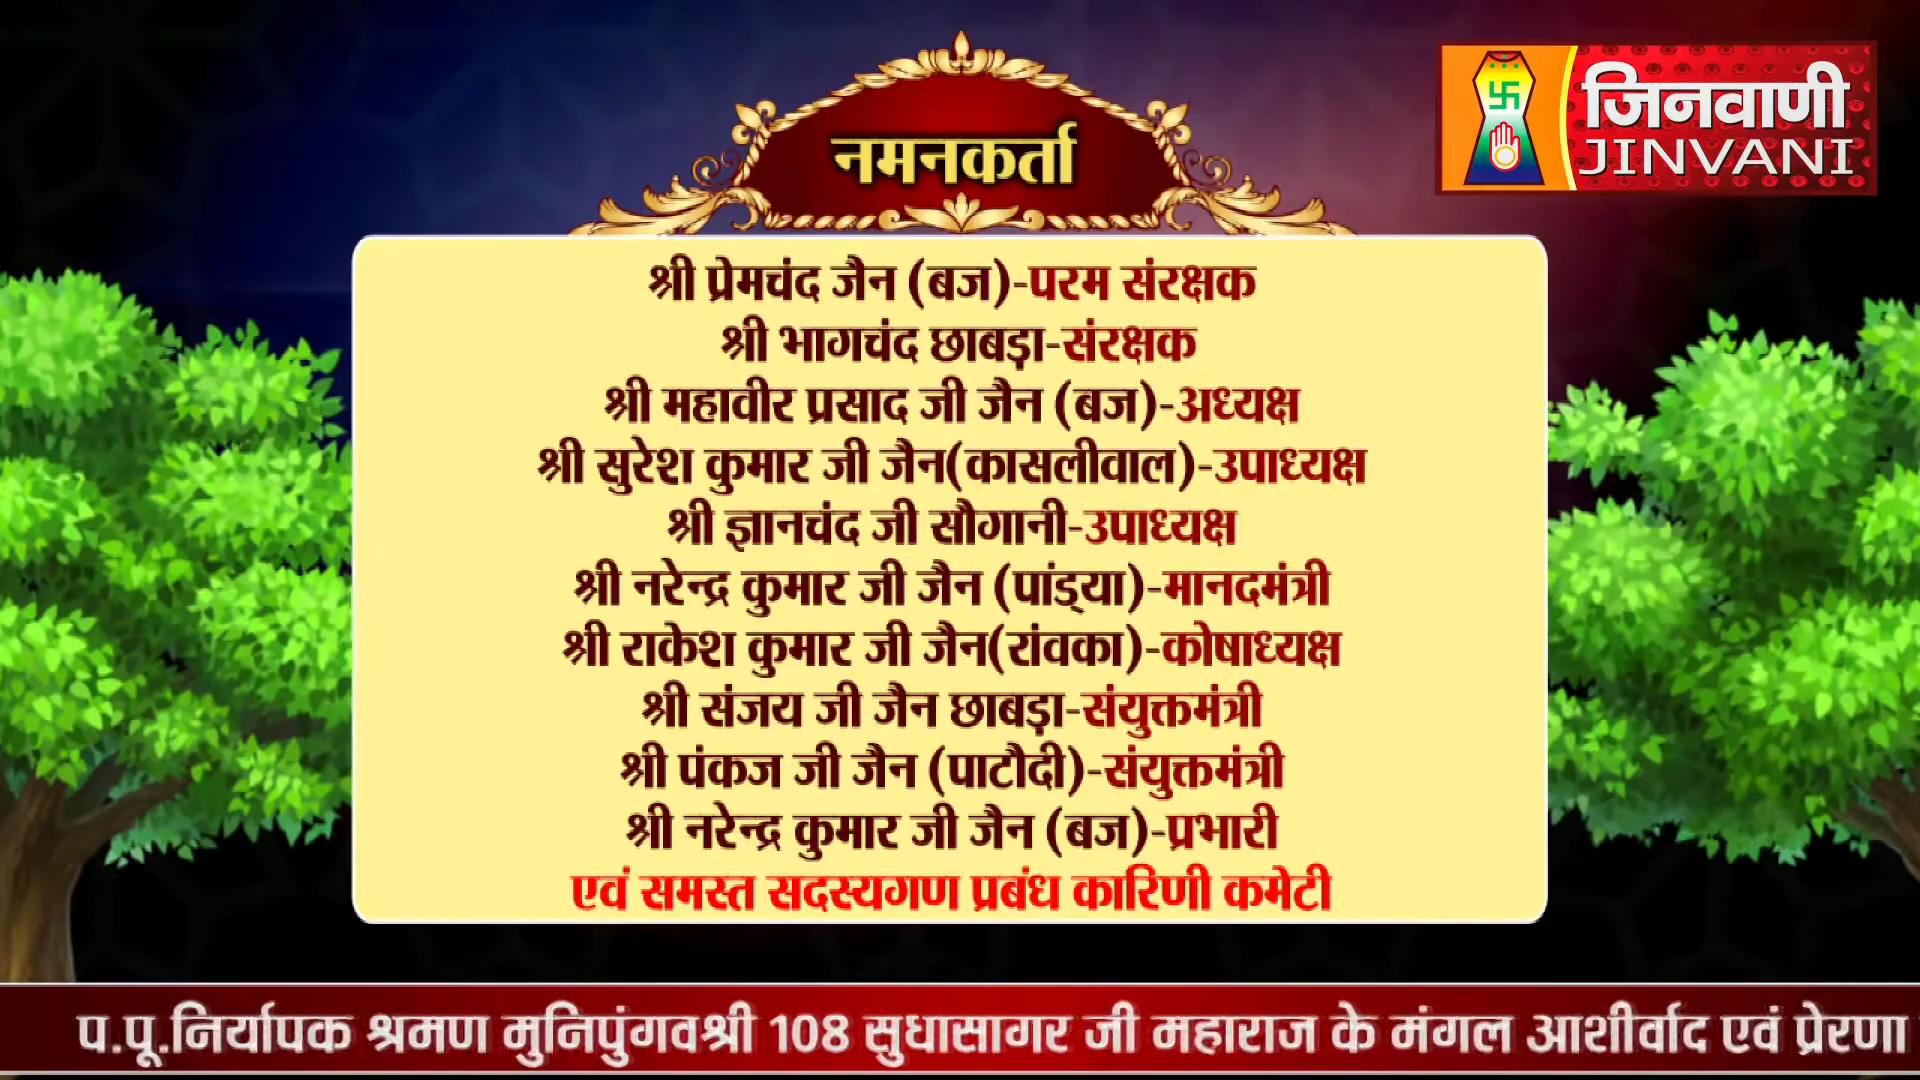 नमनकर्ता
जिनवाणी
JINVANI
श्री प्रेमचंद जैन (बज)-परम संरक्षक
श्री भागचंद छाबड़ा-संरक्षक
श्री महावीर प्रसाद जी जैन (बज)-अध्यक्ष
श्री सुरेश कुमार जी जैन(कासलीवाल)-उपाध्यक्ष
श्री ज्ञानचंद जी सौगानी-उपाध्यक्ष
श्री नरेन्द्र कुमार जी जैन (पांड्या)-मानदमंत्री
श्री राकेश कुमार जी जैन(रांवका)-कोषाध्यक्ष
श्री संजय जी जैन छाबड़ा-संयुक्तमंत्री
श्री पंकज जी जैन (पाटौदी)-संयुक्तमंत्री
श्री नरेन्द्र कुमार जी जैन (बज)-प्रभारी
एवं समस्त सदस्यगण प्रबंध कारिणी कमेटी
प.पू.निर्यापक श्रमण मुनिपुंगवश्री 108 सुधासागर जी महाराज के मंगल आशीर्वाद एवं प्रेरणा